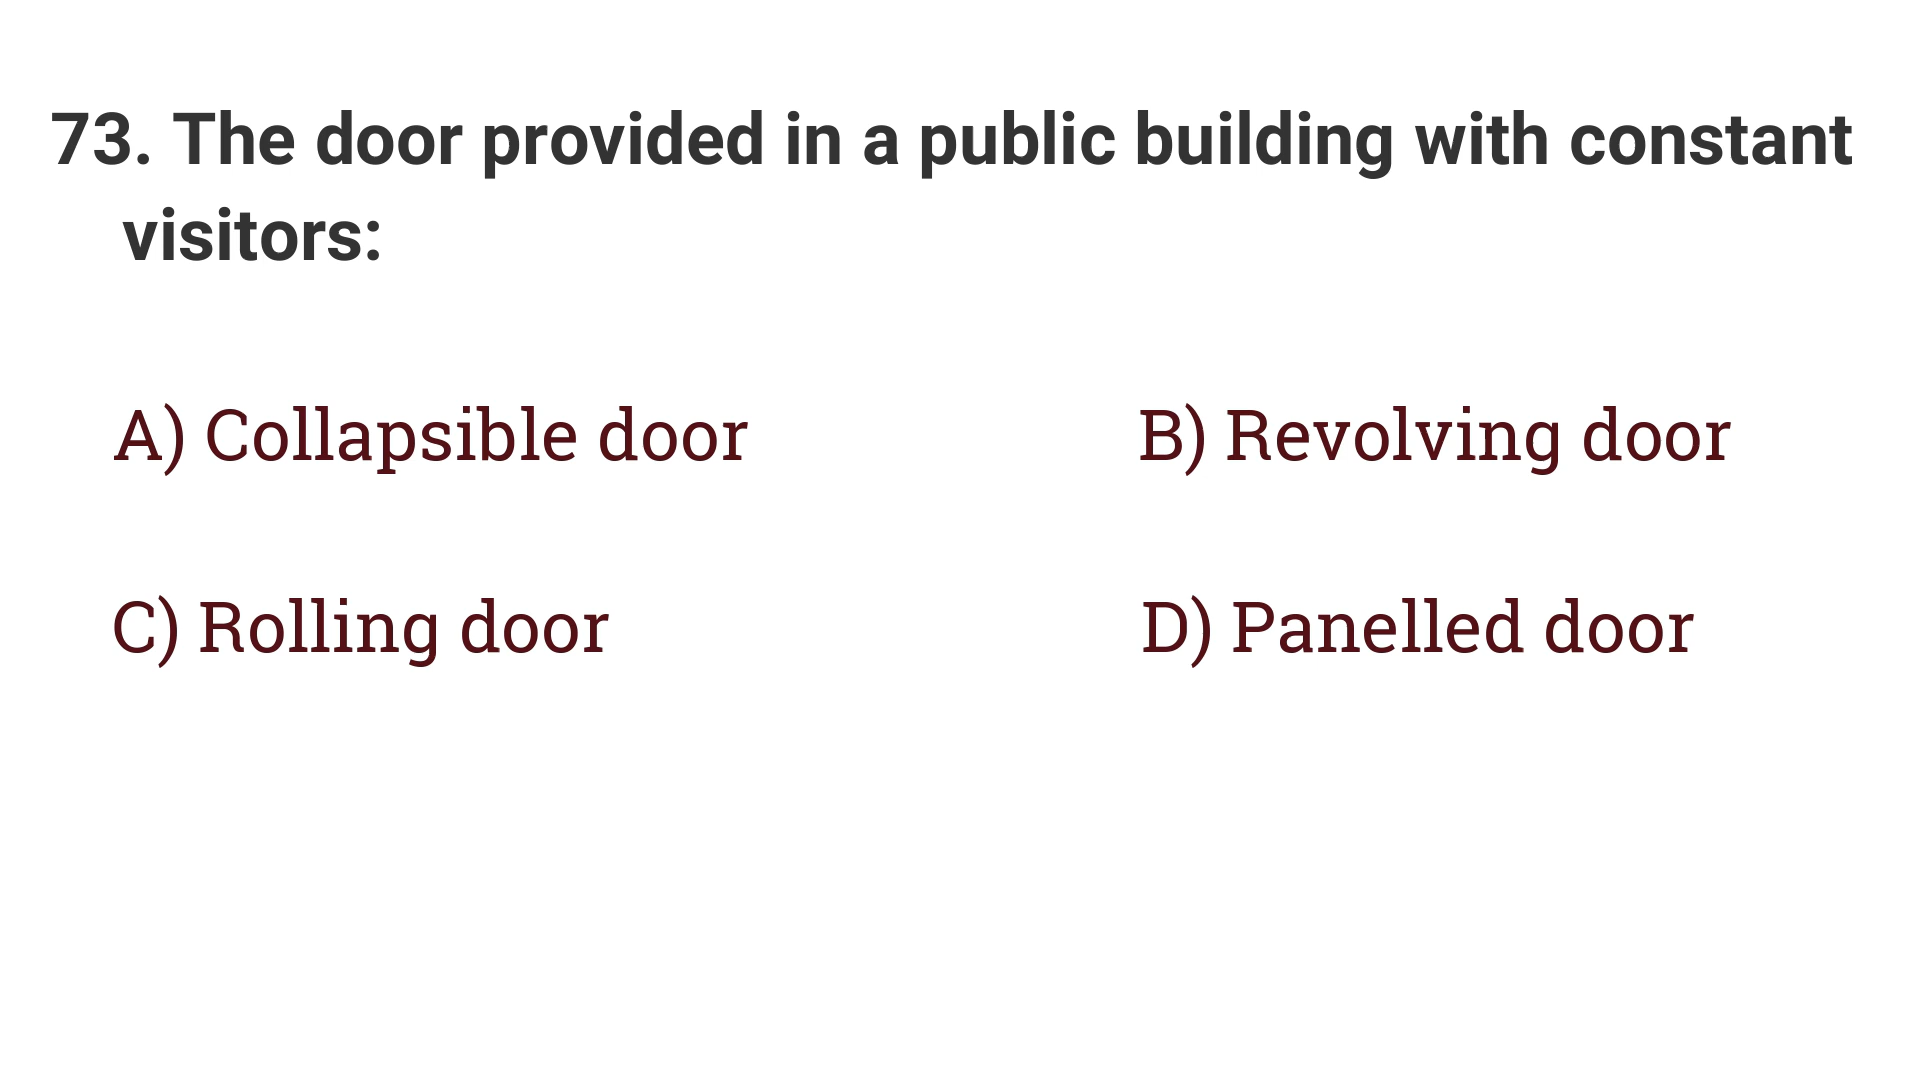 73. The door provided in a public building with constant
visitors:
A) Collapsible door
B) Revolving door
C) Rolling door
D) Panelled door